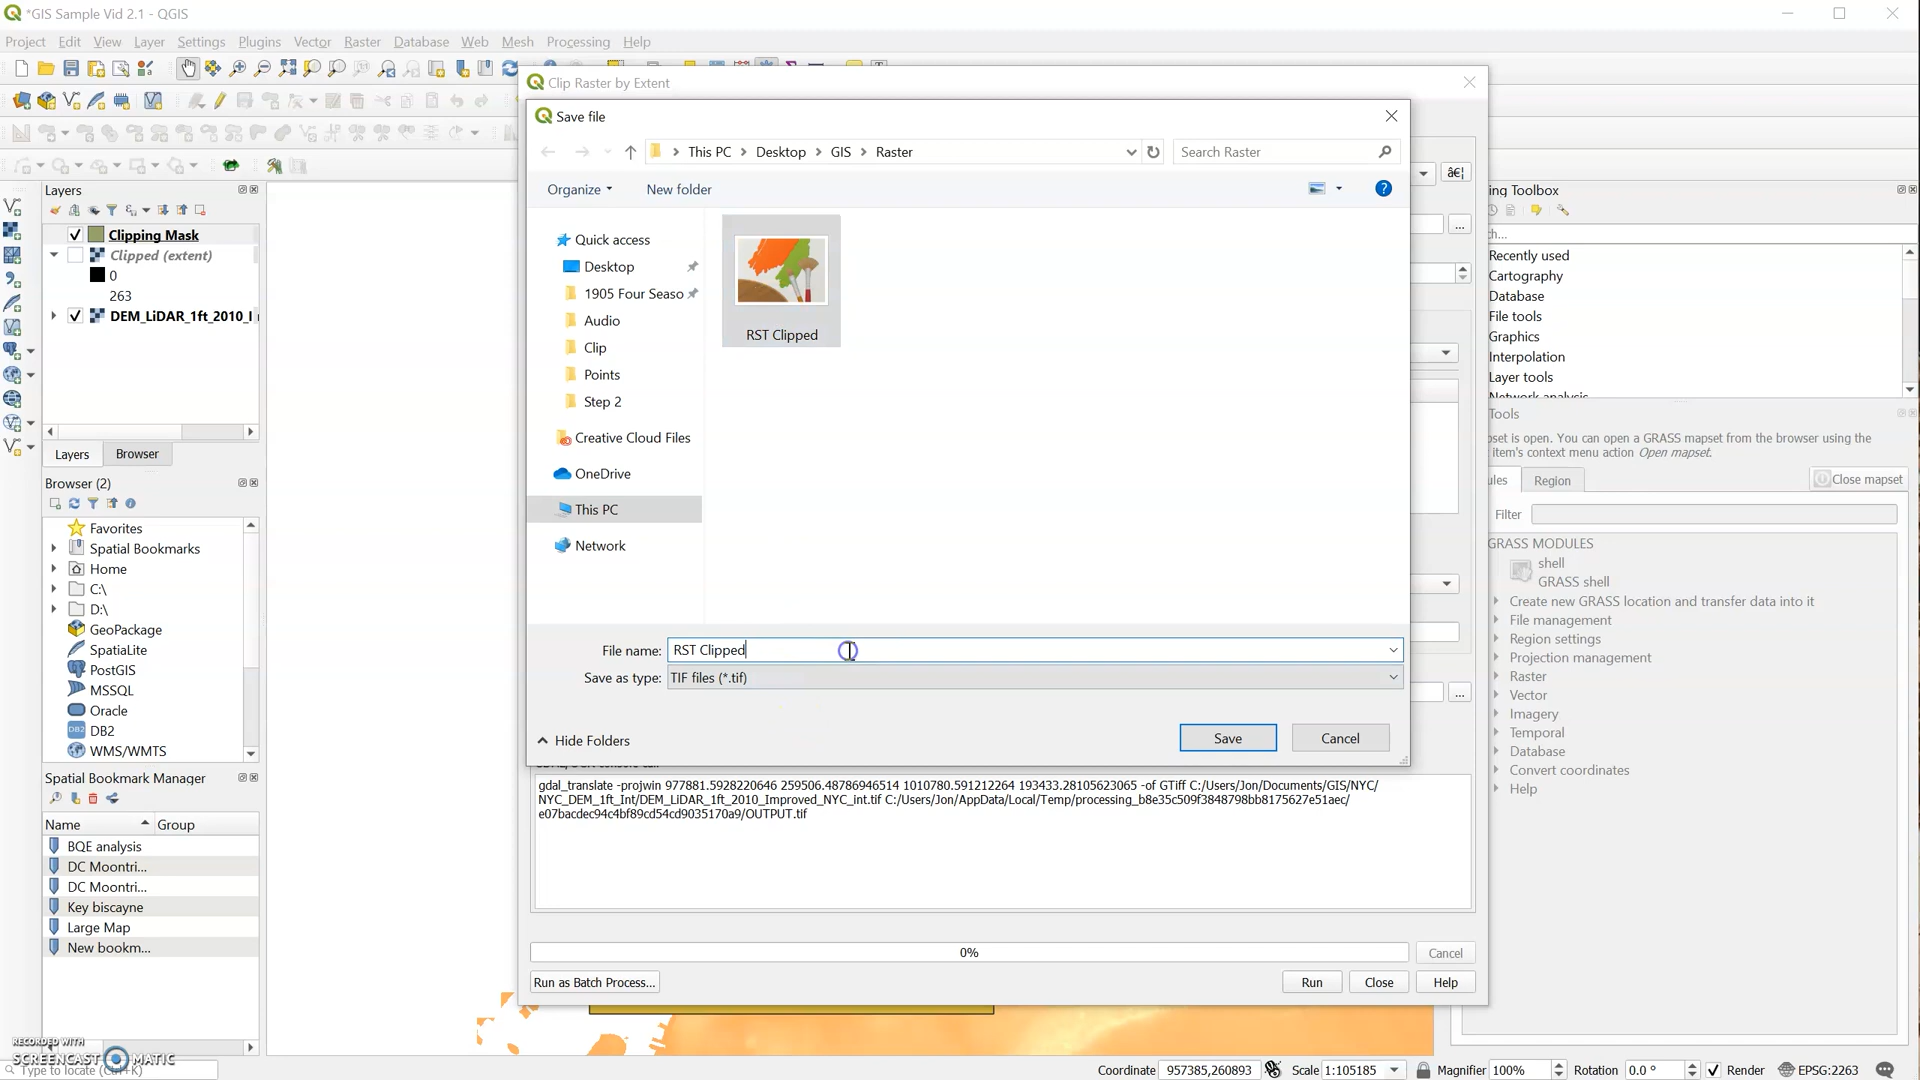 *GIS Sample Vid 2.1 - QGIS
Project Edit View Layer Settings Plugins Vector Raster Database Web Mesh Processing Help
Clip Raster by Extent
Save file
This PC > Desktop > GIS > Raster
Search Raster
â€¦
Organize
New folder
Layers
Clipping Mask
Clipped (extent)
0
263
DEM_LiDAR_1ft_2010_I
Layers
Browser
Quick access
Desktop
1905 Four Seaso
Audio
Clip
Points
Step 2
Creative Cloud Files
OneDrive
This PC
Network
RST Clipped
File name: RST Clipped
Save as type: TIF files (*.tif)
Hide Folders
Save
Cancel
Browser (2)
Favorites
Spatial Bookmarks
Home
C:\
D:\
GeoPackage
SpatiaLite
PostGIS
MSSQL
Oracle
DB2
WMS/WMTS
Spatial Bookmark Manager
Name Group
BQE analysis
DC Moontri...
DC Moontri...
Key biscayne
Large Map
New bookm...
gdal_translate -projwin 977881.5928220646 259506.48786946514 1010780.591212264 193433.28105623065 -of GTiff C:/Users/Jon/Documents/GIS/NYC/
NYC_DEM_1ft_Int/DEM_LiDAR_1ft_2010_Improved_NYC_int.tif C:/Users/Jon/AppData/Local/Temp/processing_b8e35c509f3848798bb8175627e51aec/
e07bacdec94c4bf89cd54cd9035170a9/OUTPUT.tif
0%
Cancel
Run as Batch Process...
Run
Close
Help
ing Toolbox
Recently used
Cartography
Database
File tools
Graphics
Interpolation
Layer tools
Network analysis
Tools
pset is open. You can open a GRASS mapset from the browser using the
item's context menu action Open mapset.
ules
Region
Close mapset
Filter
GRASS MODULES
shell
GRASS shell
Create new GRASS location and transfer data into it
File management
Region settings
Projection management
Raster
Vector
Imagery
Temporal
Database
Convert coordinates
Help
RECORDED WITH
SCREENCAST MATIC
Type to locate (Ctrl+K)
Coordinate 957385,260893
Scale 1:105185
Magnifier 100%
Rotation 0.0 °
Render
EPSG:2263